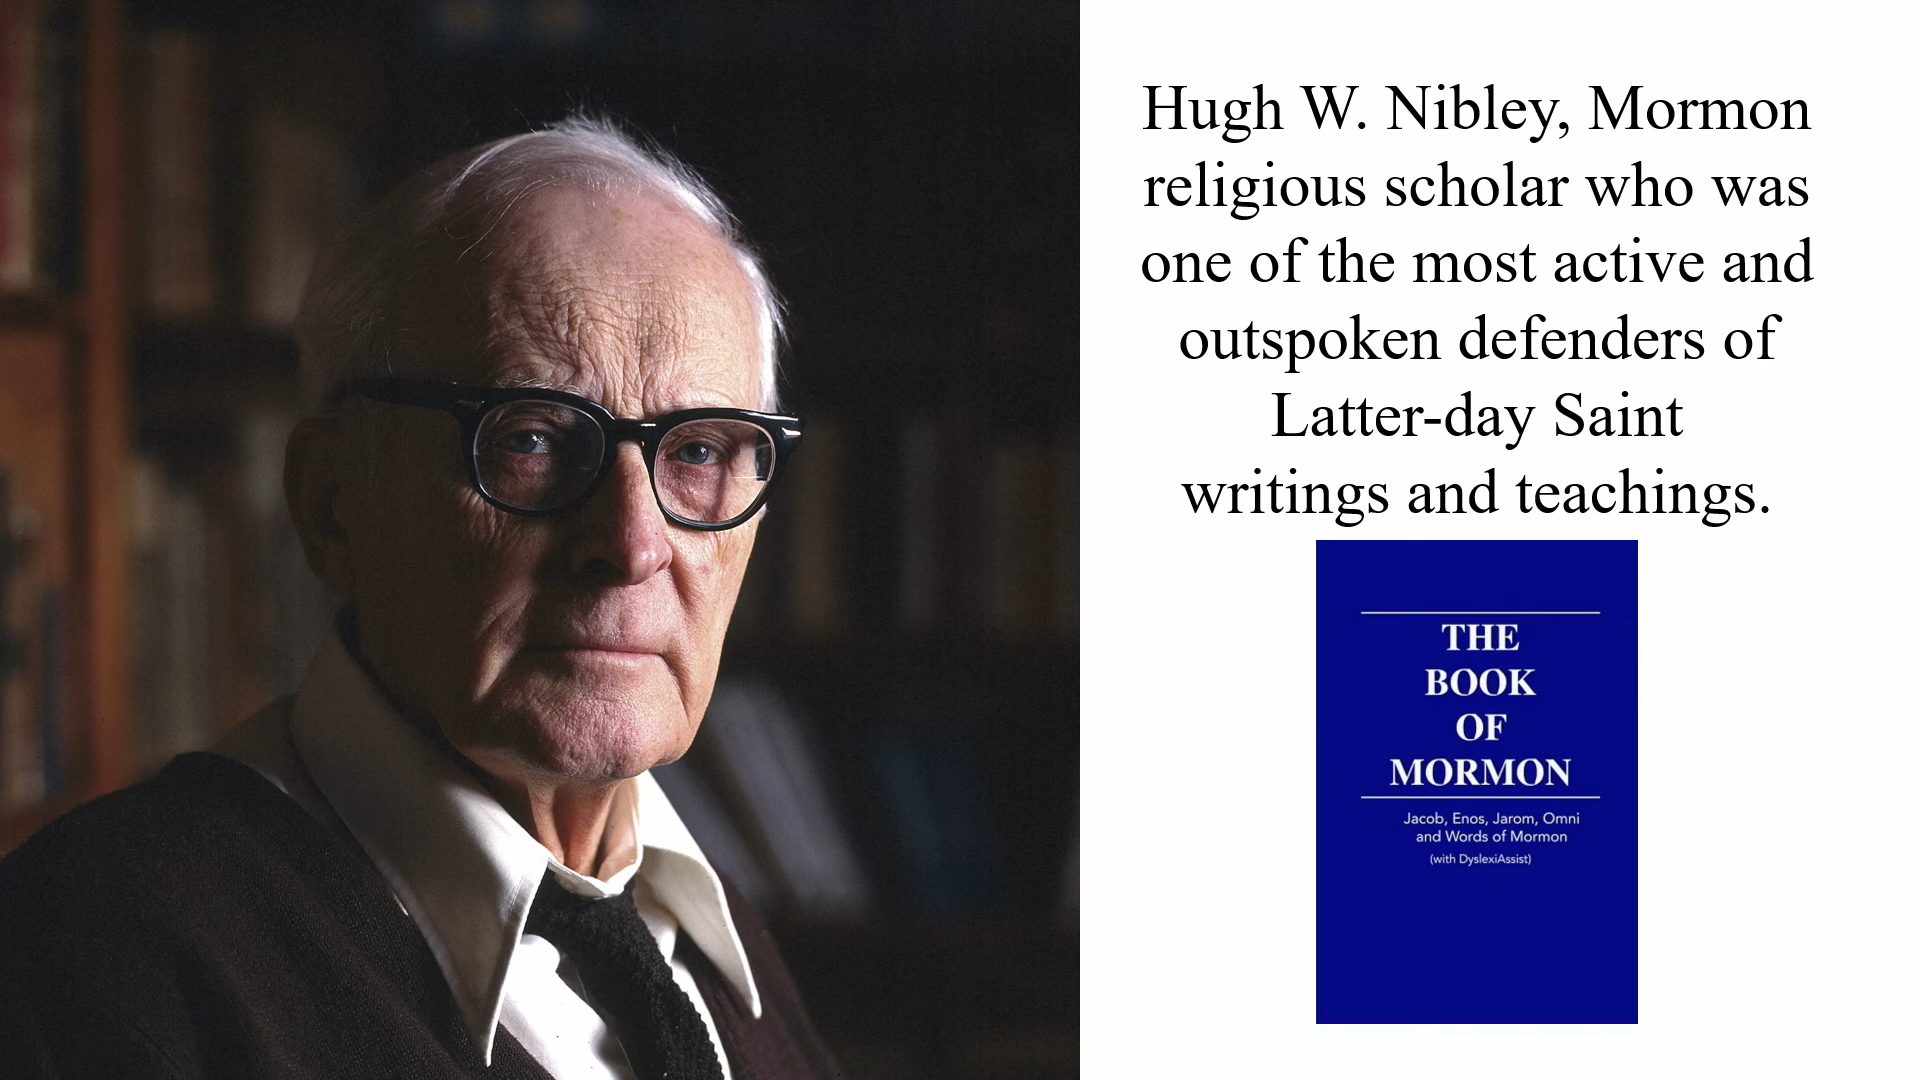 Hugh W. Nibley, Mormon
religious scholar who was
one of the most active and
outspoken defenders of
Latter-day Saint
writings and teachings.
THE
BOOK
OF
MORMON
Jacob, Enos, Jarom, Omni
and Words of Mormon
(with DyslexiAssist)